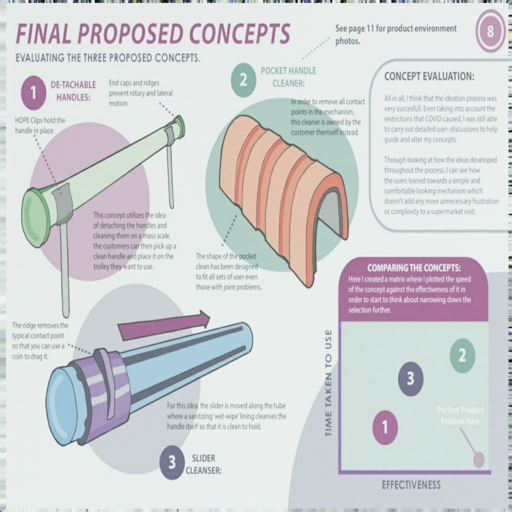 FINAL PROPOSED CONCEPTS
EVALUATING THE THREE PROPOSED CONCEPTS.
See page 11 for product environment
photos.
8
1
DE-TACHABLE
HANDLES:
End caps and ridges
prevent rotary and lateral
motion
HDPE Clips hold the
handle in place.
This concept utilizes the idea
of detaching the handles and
cleaning them on a mass scale,
the customers can then pick up a
clean handle and place it on the
trolley they want to use.
2
POCKET HANDLE
CLEANER:
In order to remove all contact
points in the mechanism,
this cleaner is owned by the
customer themself instead.
The shape of the pocket
clean has been designed
to fit all sets of user even
those with joint problems.
CONCEPT EVALUATION:
All in all, I think that the ideation process was
very succesfull. Even taking into account the
restrictions that COVID caused, I was still able
to carry out detailed user- discussions to help
guide and alter my concepts.
Through looking at how the ideas developed
throughout the process, I can see how
the users leaned towards a simple and
comfortable looking mechanism which
doesn't add any more unnecessary frustration
or complexity to a supermarket visit.
The ridge removes the
typical contact point
so that you can use a
coin to drag it.
For this idea, the slider is moved along the tube
where a sanitizing 'wet-wipe' lining cleanses the
handle itself so that it is clean to hold.
3
SLIDER
CLEANSER:
COMPARING THE CONCEPTS:
Here I created a matrix where I plotted the speed
of the concept against the effectiveness of it in
order to start to think about narrowing down the
selection further.
TIME TAKEN TO USE
2
3
1
Perfect Product
Position Here
EFFECTIVENESS